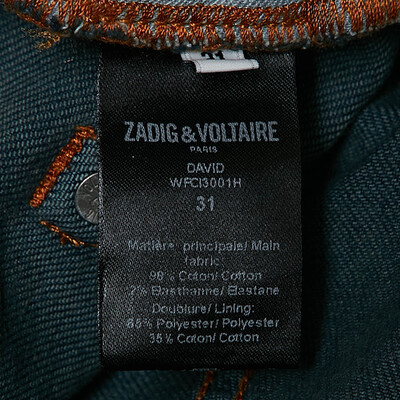 ZADIG & VOLTAIRE
PARIS
DAVID
WFCI3001H
31
Matière principale/ Main
fabric:
98% Coton/ Cotton
2% Elasthanne/ Elastane
Doublure/ Lining:
65% Polyester/ Polyester
35% Coton/ Cotton